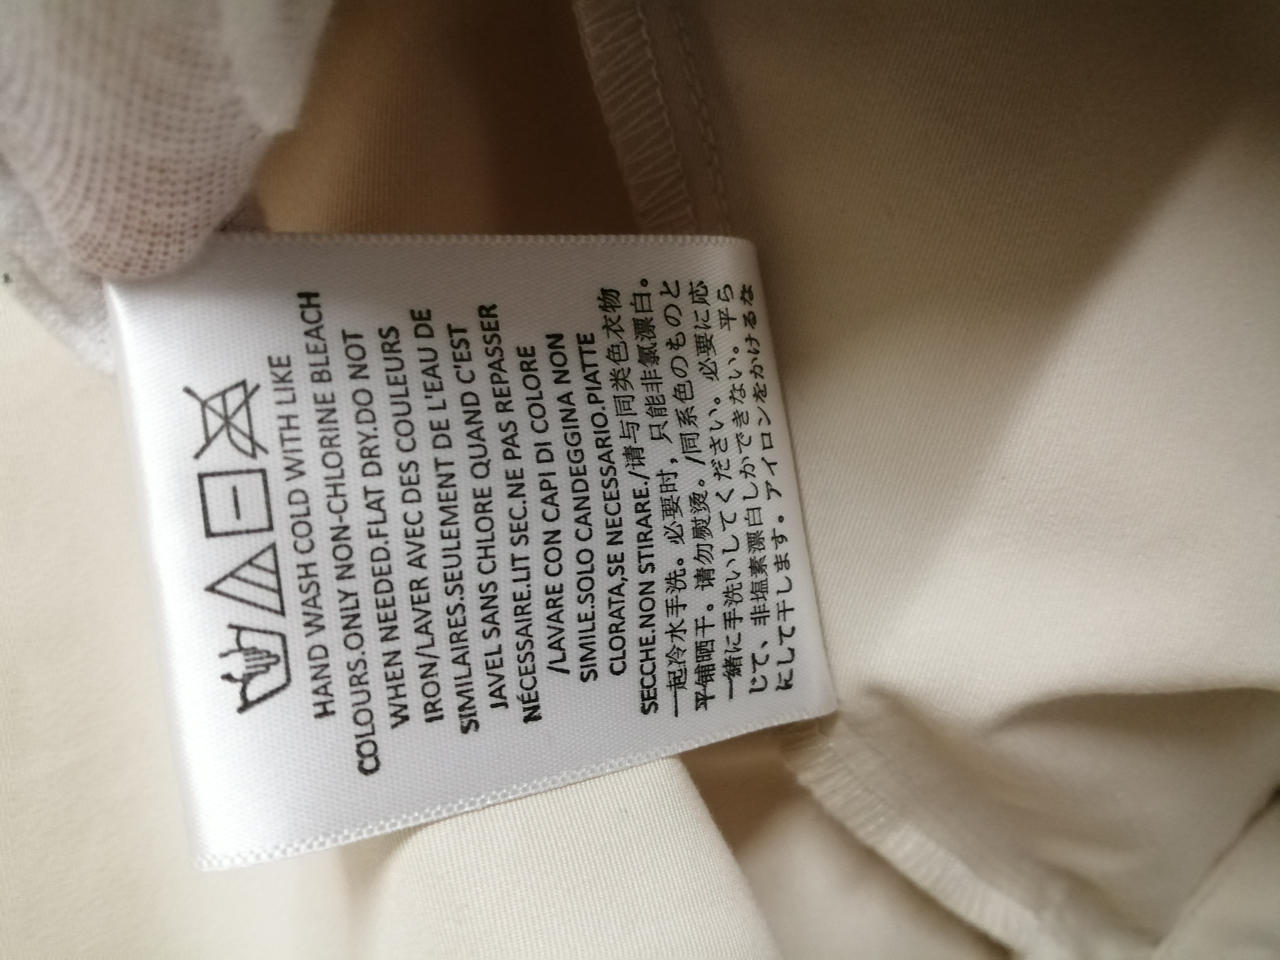 HAND WASH COLD WITH LIKE
COLOURS.ONLY NON-CHLORINE BLEACH
WHEN NEEDED.FLAT DRY.DO NOT
IRON/LAVER AVEC DES COULEURS
SIMILAIRES.SEULEMENT DE L'EAU DE
JAVEL SANS CHLORE QUAND C'EST
NÉCESSAIRE.LIT SEC.NE PAS REPASSER
/LAVARE CON CAPI DI COLORE
SIMILE.SOLO CANDEGGINA NON
CLORATA,SE NECESSARIO.PIATTE
SECCHE.NON STIRARE./请与同类色衣物
一起冷水手洗。必要时，只能非氯漂白。
平铺晒干。请勿熨烫。/同系色のものと
一緒に手洗いしてください。必要に応
じて、非塩素漂白しかできない。平ら
にして干します。アイロンをかけるな